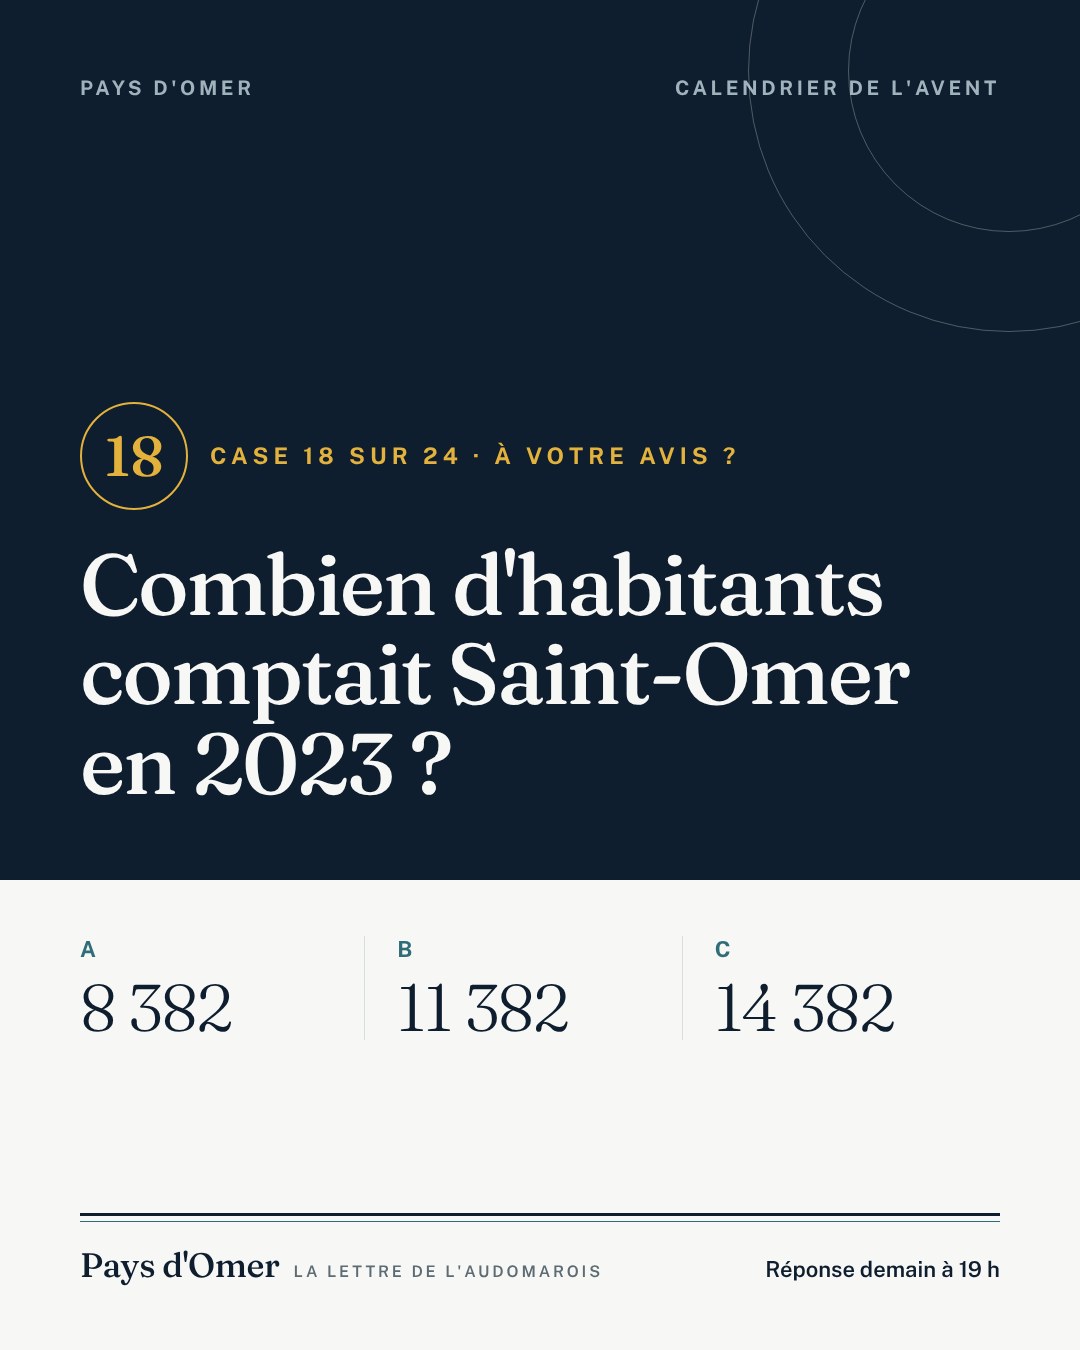 PAYS D'OMER
CALENDRIER DE L'AVENT
18
CASE 18 SUR 24 · À VOTRE AVIS ?
Combien d'habitants
comptait Saint-Omer
en 2023 ?
A
8 382
B
11 382
C
14 382
Pays d'Omer LA LETTRE DE L'AUDOMAROIS
Réponse demain à 19 h